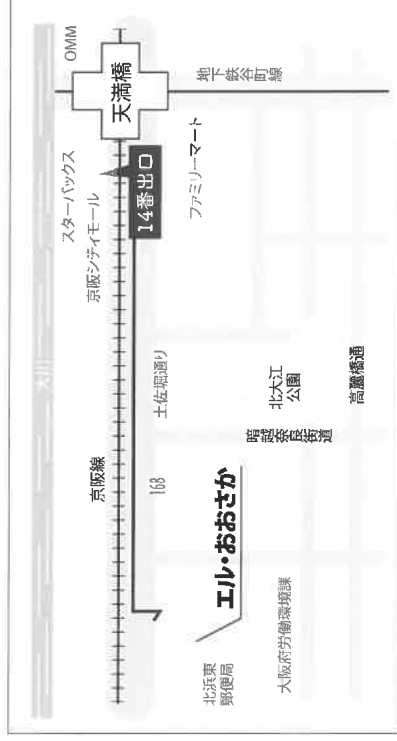 OMM
天満橋
地下鉄谷町線
スターバックス
京阪シティモール
14番出口
ファミリーマート
大川
京阪線
土佐堀通り
168
北大江
公園
高麗橋通
暗越奈良街道
エル・おおさか
北浜東
郵便局
大阪府労働環境課